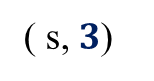 ( s, 3)